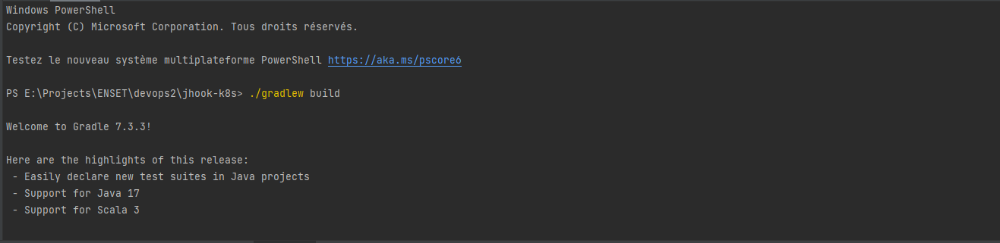 Windows PowerShell
Copyright (C) Microsoft Corporation. Tous droits réservés.
Testez le nouveau système multiplateforme PowerShell https://aka.ms/pscore6
PS E:\Projects\ENSET\devops2\jhook-k8s> ./gradlew build
Welcome to Gradle 7.3.3!
Here are the highlights of this release:
- Easily declare new test suites in Java projects
- Support for Java 17
- Support for Scala 3